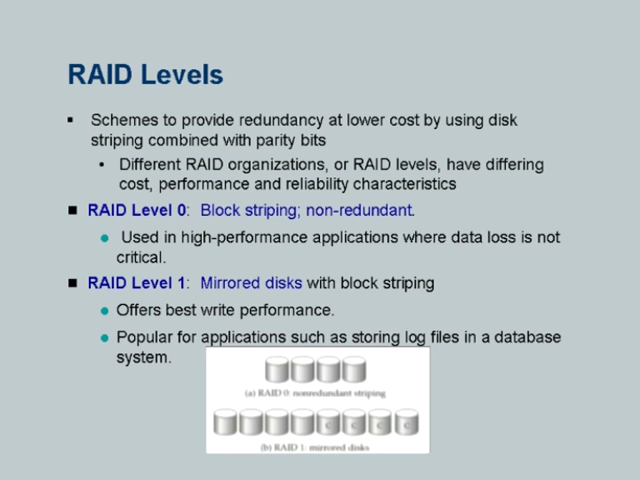 RAID Levels
Schemes to provide redundancy at lower cost by using disk
striping combined with parity bits
Different RAID organizations, or RAID levels, have differing
cost, performance and reliability characteristics
RAID Level 0: Block striping; non-redundant.
Used in high-performance applications where data loss is not
critical.
RAID Level 1: Mirrored disks with block striping
Offers best write performance.
Popular for applications such as storing log files in a database
system.
(a) RAID 0: nonredundant striping
C C C C
(b) RAID 1: mirrored disks